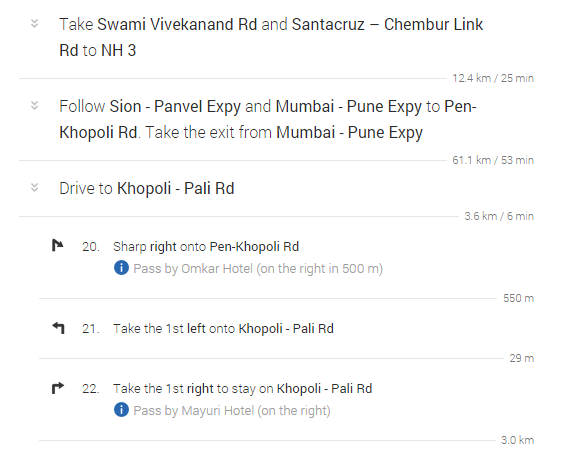 Take Swami Vivekanand Rd and Santacruz – Chembur Link
Rd to NH 3
12.4 km / 25 min
Follow Sion - Panvel Expy and Mumbai - Pune Expy to Pen-
Khopoli Rd. Take the exit from Mumbai - Pune Expy
61.1 km / 53 min
Drive to Khopoli - Pali Rd
3.6 km / 6 min
20. Sharp right onto Pen-Khopoli Rd
Pass by Omkar Hotel (on the right in 500 m)
550 m
21. Take the 1st left onto Khopoli - Pali Rd
29 m
22. Take the 1st right to stay on Khopoli - Pali Rd
Pass by Mayuri Hotel (on the right)
3.0 km